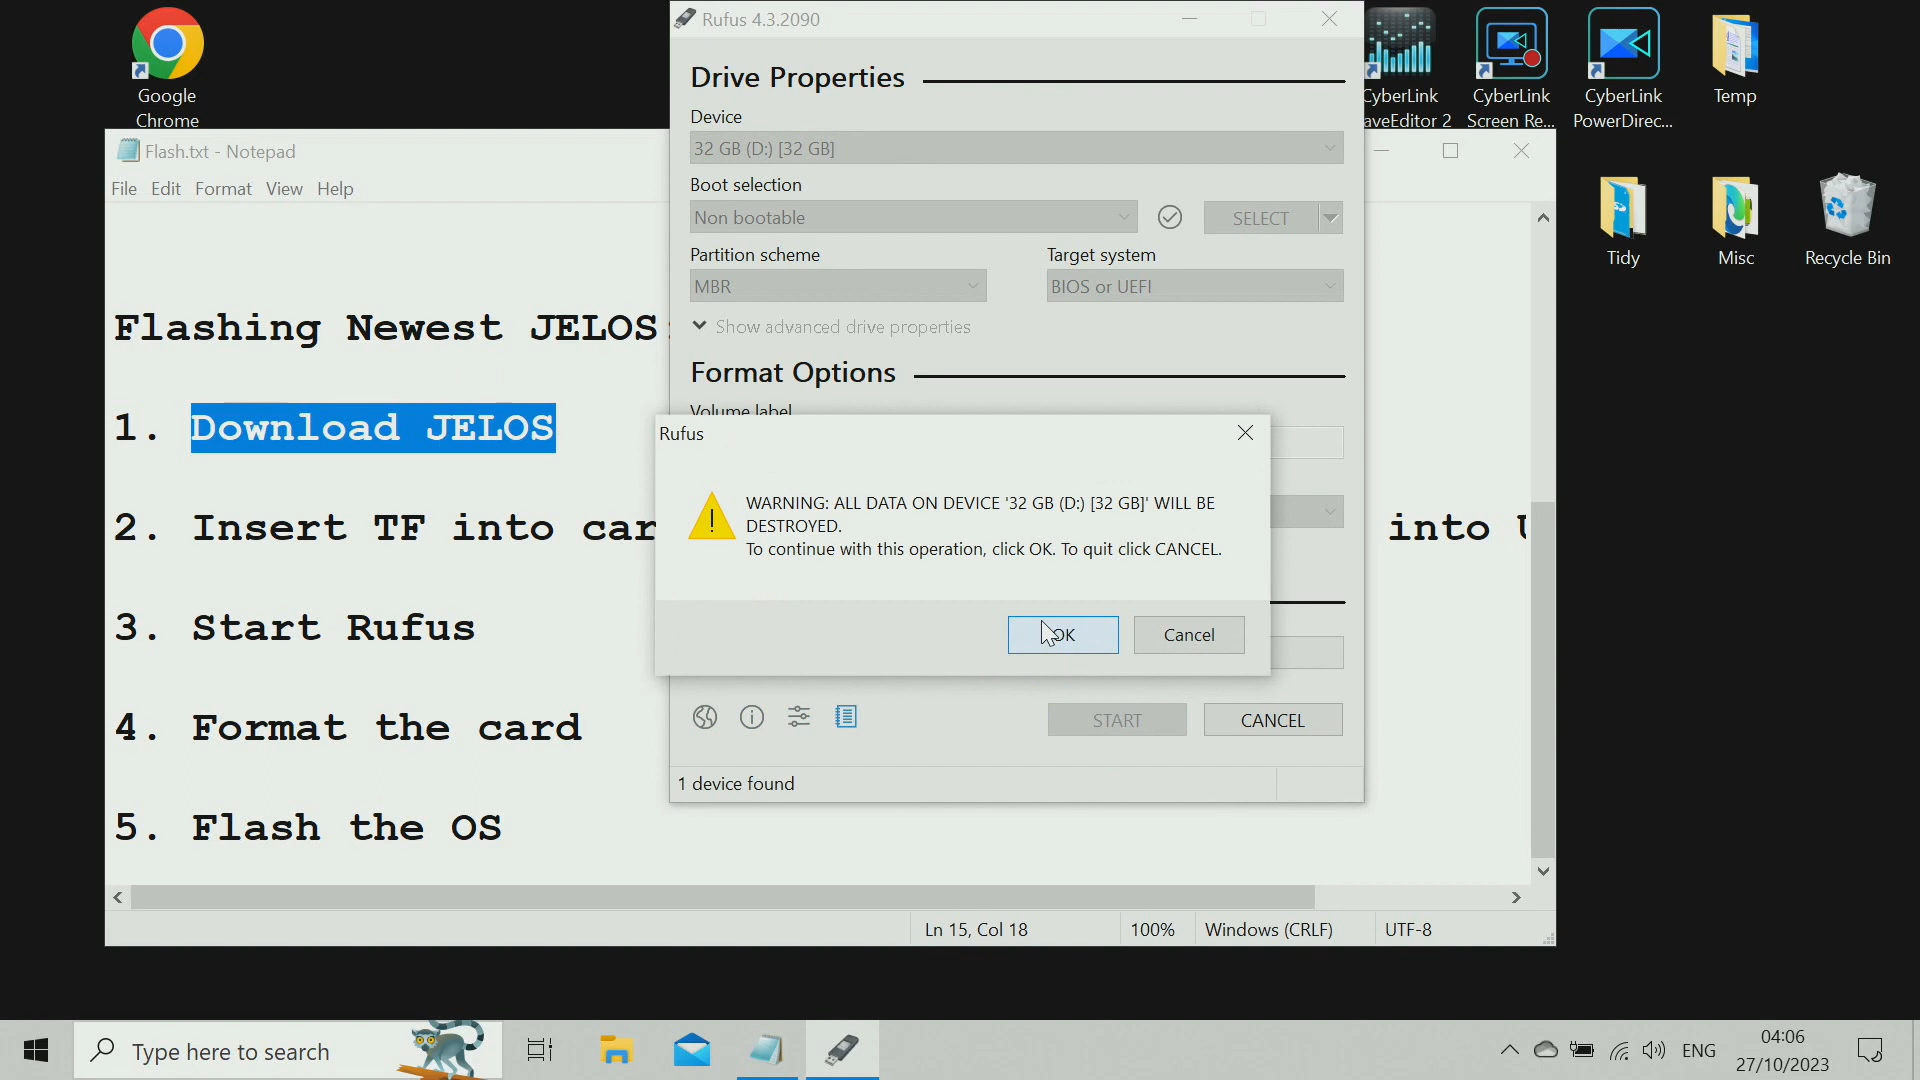 Google
Chrome
Rufus 4.3.2090
Drive Properties
Device
32 GB (D:) [32 GB]
Boot selection
Non bootable
SELECT
Partition scheme
Target system
MBR
BIOS or UEFI
Show advanced drive properties
Format Options
Volume label
CyberLink
aveEditor 2
CyberLink
Screen Re...
CyberLink
PowerDirec...
Temp
Tidy
Misc
Recycle Bin
Flash.txt - Notepad
File Edit Format View Help
Flashing Newest JELOS:
1. Download JELOS
2. Insert TF into car
into U
3. Start Rufus
4. Format the card
5. Flash the OS
Rufus
WARNING: ALL DATA ON DEVICE '32 GB (D:) [32 GB]' WILL BE
DESTROYED.
To continue with this operation, click OK. To quit click CANCEL.
OK
Cancel
START
CANCEL
1 device found
Ln 15, Col 18
100%
Windows (CRLF)
UTF-8
Type here to search
ENG
04:06
27/10/2023